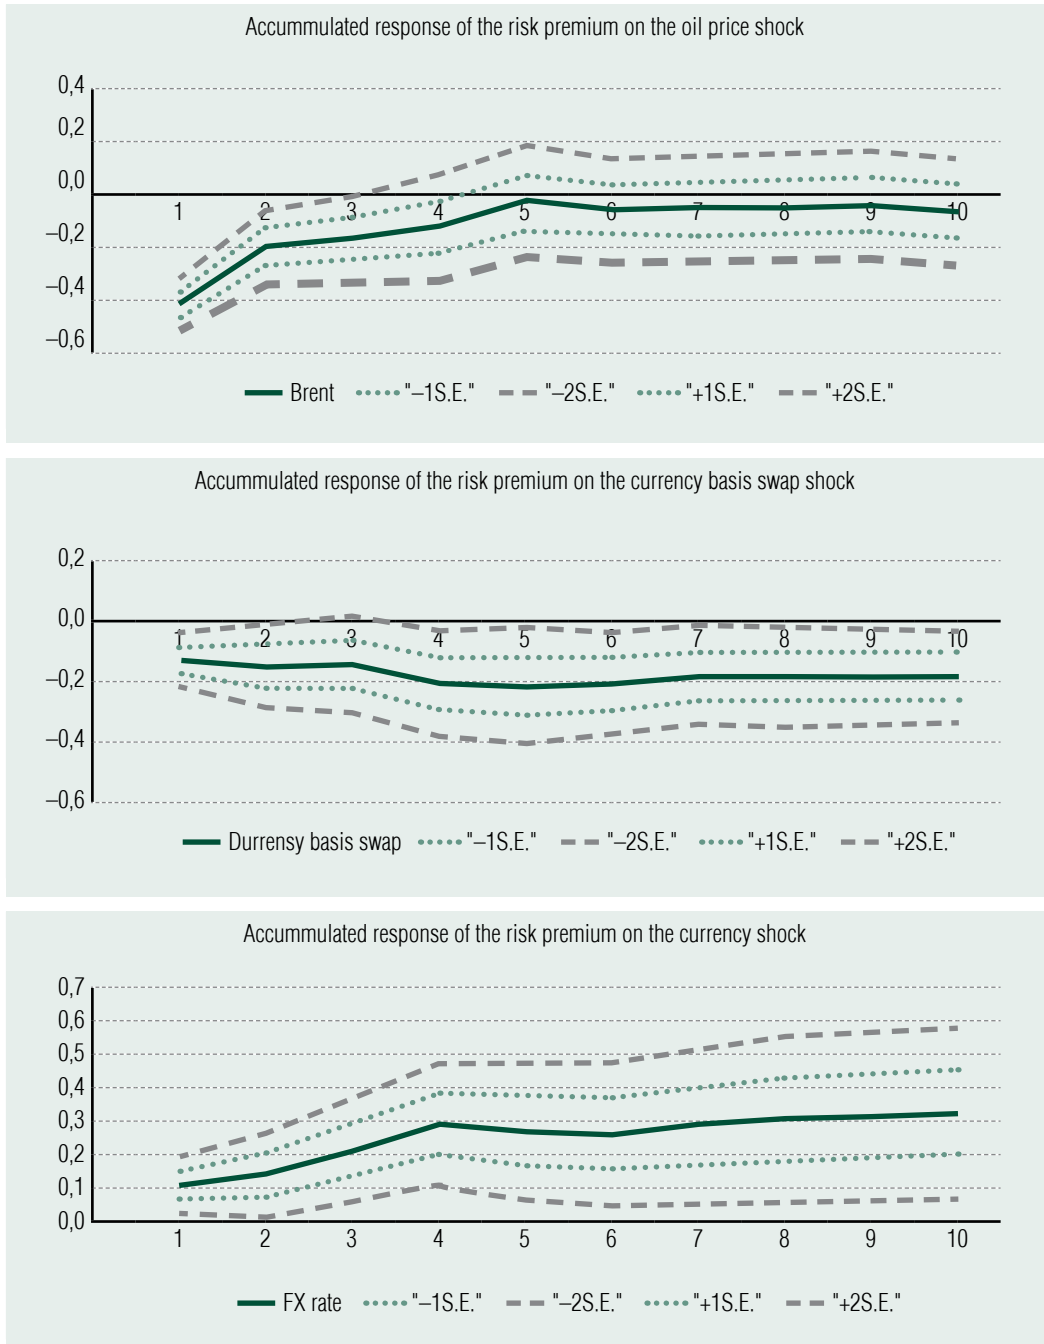 Accummulated response of the risk premium on the oil price shock
0,4
0,2
0,0
–0,2
–0,4
–0,6
1 2 3 4 5 6 7 8 9 10
Brent "–1S.E." "–2S.E." "+1S.E." "+2S.E."
Accummulated response of the risk premium on the currency basis swap shock
0,2
0,0
–0,2
–0,4
–0,6
1 2 3 4 5 6 7 8 9 10
Durrensy basis swap "–1S.E." "–2S.E." "+1S.E." "+2S.E."
Accummulated response of the risk premium on the currency shock
0,7
0,6
0,5
0,4
0,3
0,2
0,1
0,0
1 2 3 4 5 6 7 8 9 10
FX rate "–1S.E." "–2S.E." "+1S.E." "+2S.E."